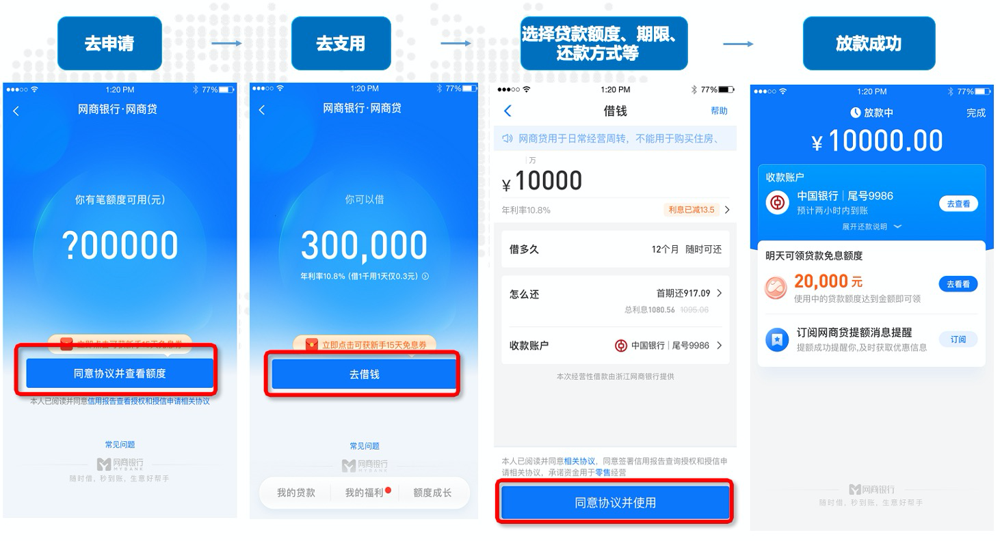 去申请
去支用
选择贷款额度、期限、
还款方式等
放款成功
1:20 PM
77%
网商银行·网商贷
你有笔额度可用(元)
?00000
立即点击可获新手15天免息券
同意协议并查看额度
本人已阅读并同意信用报告查看授权和授信申请相关协议
常见问题
网商银行
MYBANK
随时借，秒到账，生意好帮手
1:20 PM
77%
网商银行·网商贷
你可以借
300,000
年利率10.8% (借1千用1天仅0.3元)
立即点击可获新手15天免息券
去借钱
常见问题
网商银行
MYBANK
我的贷款
我的福利
额度成长
1:20 PM
77%
借钱
帮助
网商贷用于日常经营周转，不能用于购买住房、
万
¥ 10000
年利率10.8%
利息已减13.5
借多久
12个月 随时可还
怎么还
首期还917.09
总利息1080.56 1095.06
收款账户
中国银行 | 尾号9986
本次经营性借款由浙江网商银行提供
本人已阅读并同意相关协议，同意签署信用报告查询授权和授信申
请相关协议，承诺资金用于零售经营
同意协议并使用
1:20 PM
77%
放款中
完成
¥ 10000.00
收款账户
中国银行 | 尾号9986
预计两小时内到账
去查看
展开还款说明
明天可领贷款免息额度
20,000 元
使用中的贷款额度达到金额即可领
去看看
订阅网商贷提额消息提醒
提额成功提醒你,及时获取优惠信息
订阅
网商银行
随时借，秒到账，生意好帮手